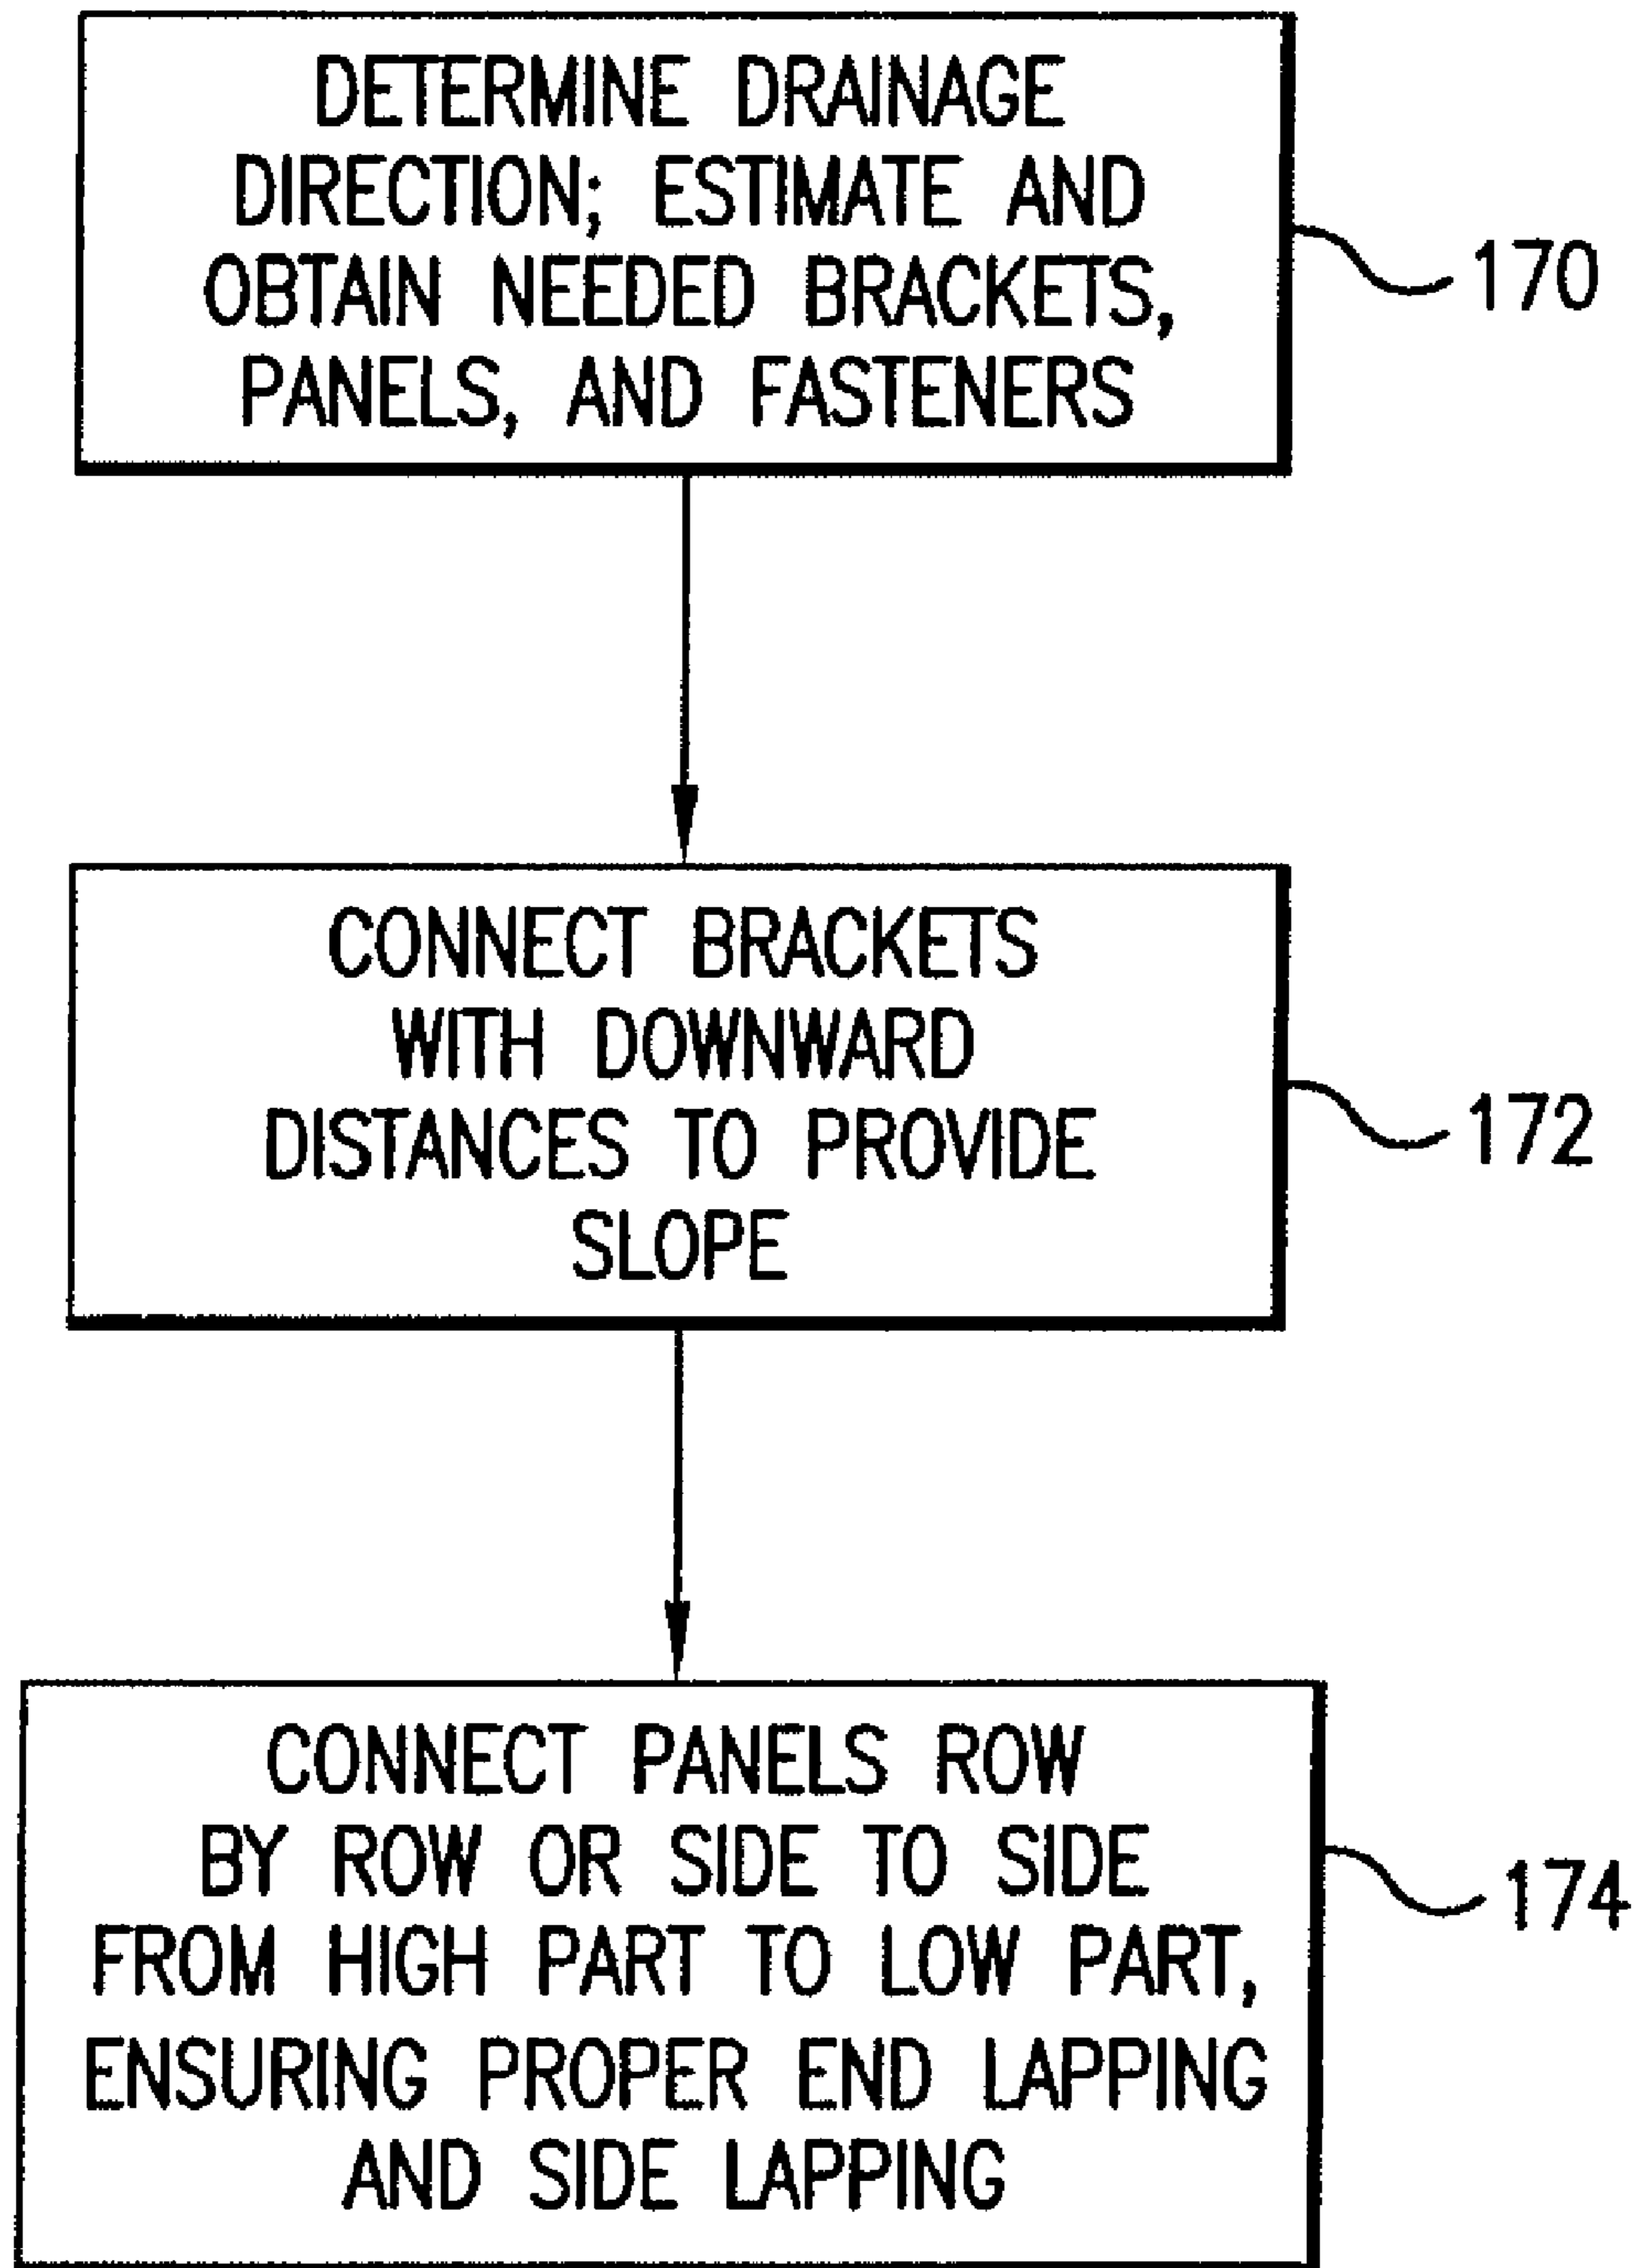 DETERMINE DRAINAGE
DIRECTION; ESTIMATE AND
OBTAIN NEEDED BRACKETS,
PANELS, AND FASTENERS
170
CONNECT BRACKETS
WITH DOWNWARD
DISTANCES TO PROVIDE
SLOPE
172
CONNECT PANELS ROW
BY ROW OR SIDE TO SIDE
FROM HIGH PART TO LOW PART,
ENSURING PROPER END LAPPING
AND SIDE LAPPING
174